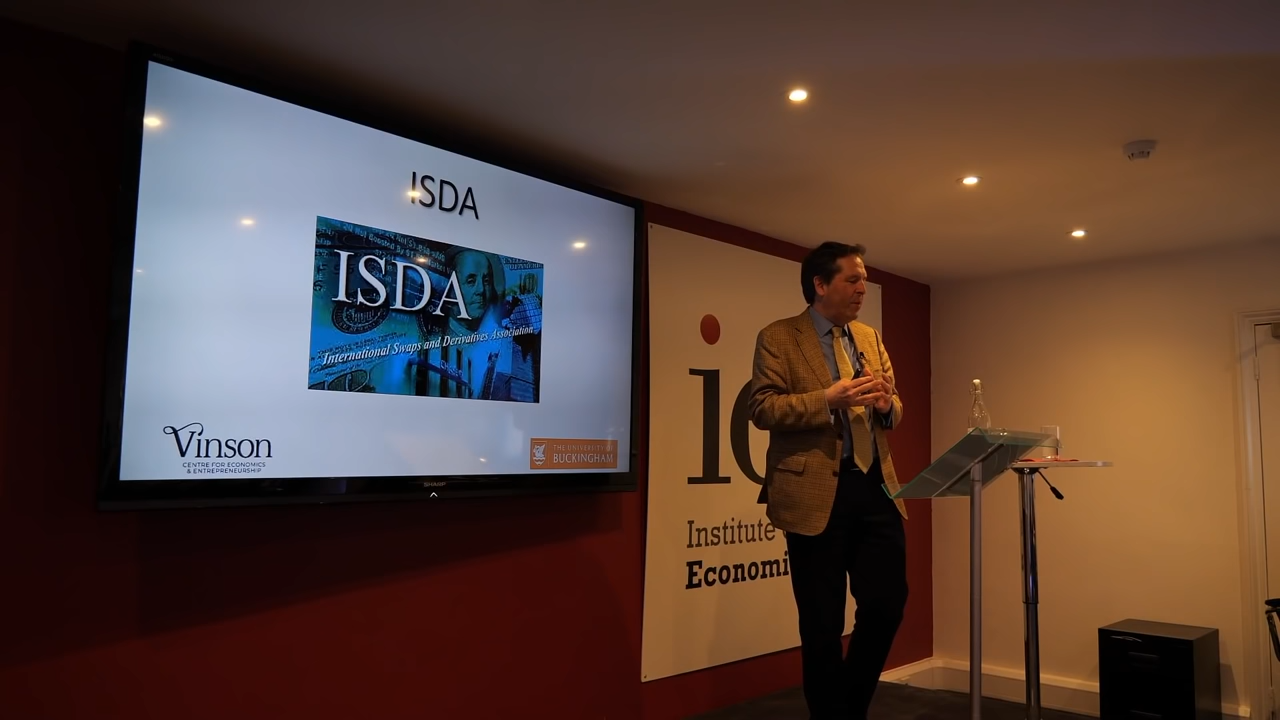 ISDA
ISDA
International Swaps and Derivatives Association
Vinson
CENTRE FOR ECONOMICS
& ENTREPRENEURSHIP
THE UNIVERSITY OF
BUCKINGHAM
SHARP
ie
Institute
Economi